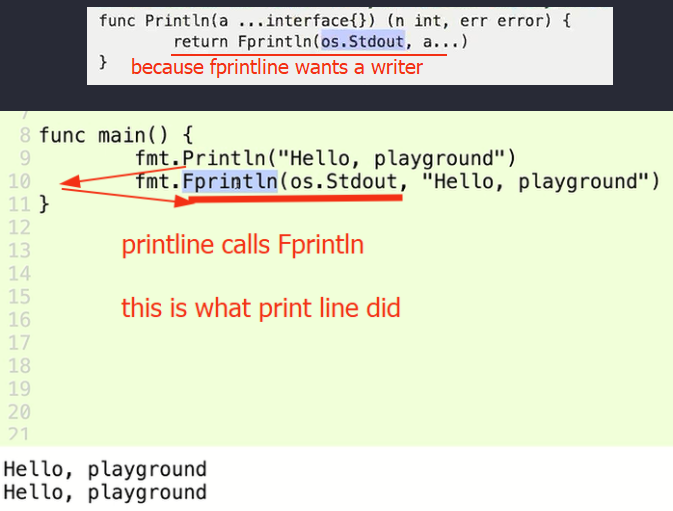 func Println(a ...interface{}) (n int, err error) {
return Fprintln(os.Stdout, a...)
}
because fprintline wants a writer
7
8 func main() {
9 fmt.Println("Hello, playground")
10 fmt.Fprintln(os.Stdout, "Hello, playground")
11 }
12
13
14
15
16
17
18
19
20
21
printline calls Fprintln
this is what print line did
Hello, playground
Hello, playground